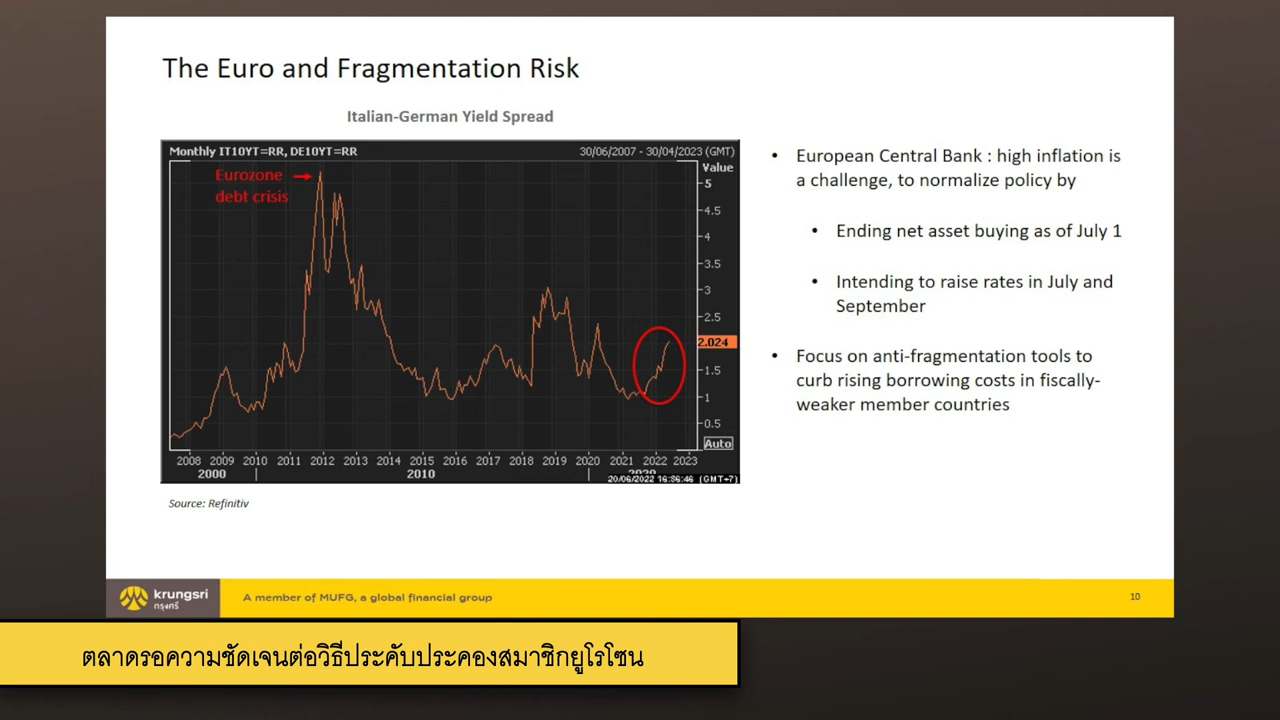 The Euro and Fragmentation Risk
Italian-German Yield Spread
Monthly IT10YT=RR, DE10YT=RR
30/06/2007 - 30/04/2023 (GMT)
Value
Eurozone
debt crisis
5
4.5
4
3.5
3
2.5
2.024
1.5
1
0.5
Auto
2008 2009 2010 2011 2012 2013 2014 2015 2016 2017 2018 2019 2020 2021 2022 2023
2000 2010
20/06/2022 16:36:46 (GMT+7)
Source: Refinitiv
• European Central Bank : high inflation is
a challenge, to normalize policy by
• Ending net asset buying as of July 1
• Intending to raise rates in July and
September
• Focus on anti-fragmentation tools to
curb rising borrowing costs in fiscally-
weaker member countries
krungsri
กรุงศรี
A member of MUFG, a global financial group
10
ตลาดรอความชัดเจนต่อวิธีประคับประคองสมาชิกยูโรโซน